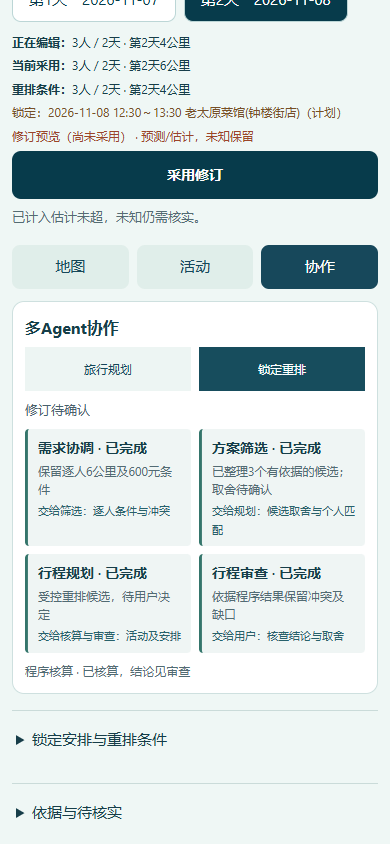 第1天 2026-11-07
第2天 2026-11-08
正在编辑：3人 / 2天 · 第2天4公里
当前采用：3人 / 2天 · 第2天6公里
重排条件：3人 / 2天 · 第2天4公里
锁定：2026-11-08 12:30～13:30 老太原菜馆(钟楼街店)（计划）
修订预览（尚未采用） · 预测/估计，未知保留
采用修订
已计入估计未超，未知仍需核实。
地图
活动
协作
多Agent协作
旅行规划
锁定重排
修订待确认
需求协调 · 已完成
保留逐人6公里及600元条
件
交给筛选：逐人条件与冲突
方案筛选 · 已完成
已整理3个有依据的候选；
取舍待确认
交给规划：候选取舍与个人匹
配
行程规划 · 已完成
受控重排候选，待用户决
定
交给核算与审查：活动及安排
行程审查 · 已完成
依据程序结果保留冲突及
缺口
交给用户：核查结论与取舍
程序核算 · 已核算，结论见审查
▶ 锁定安排与重排条件
▶ 依据与待核实